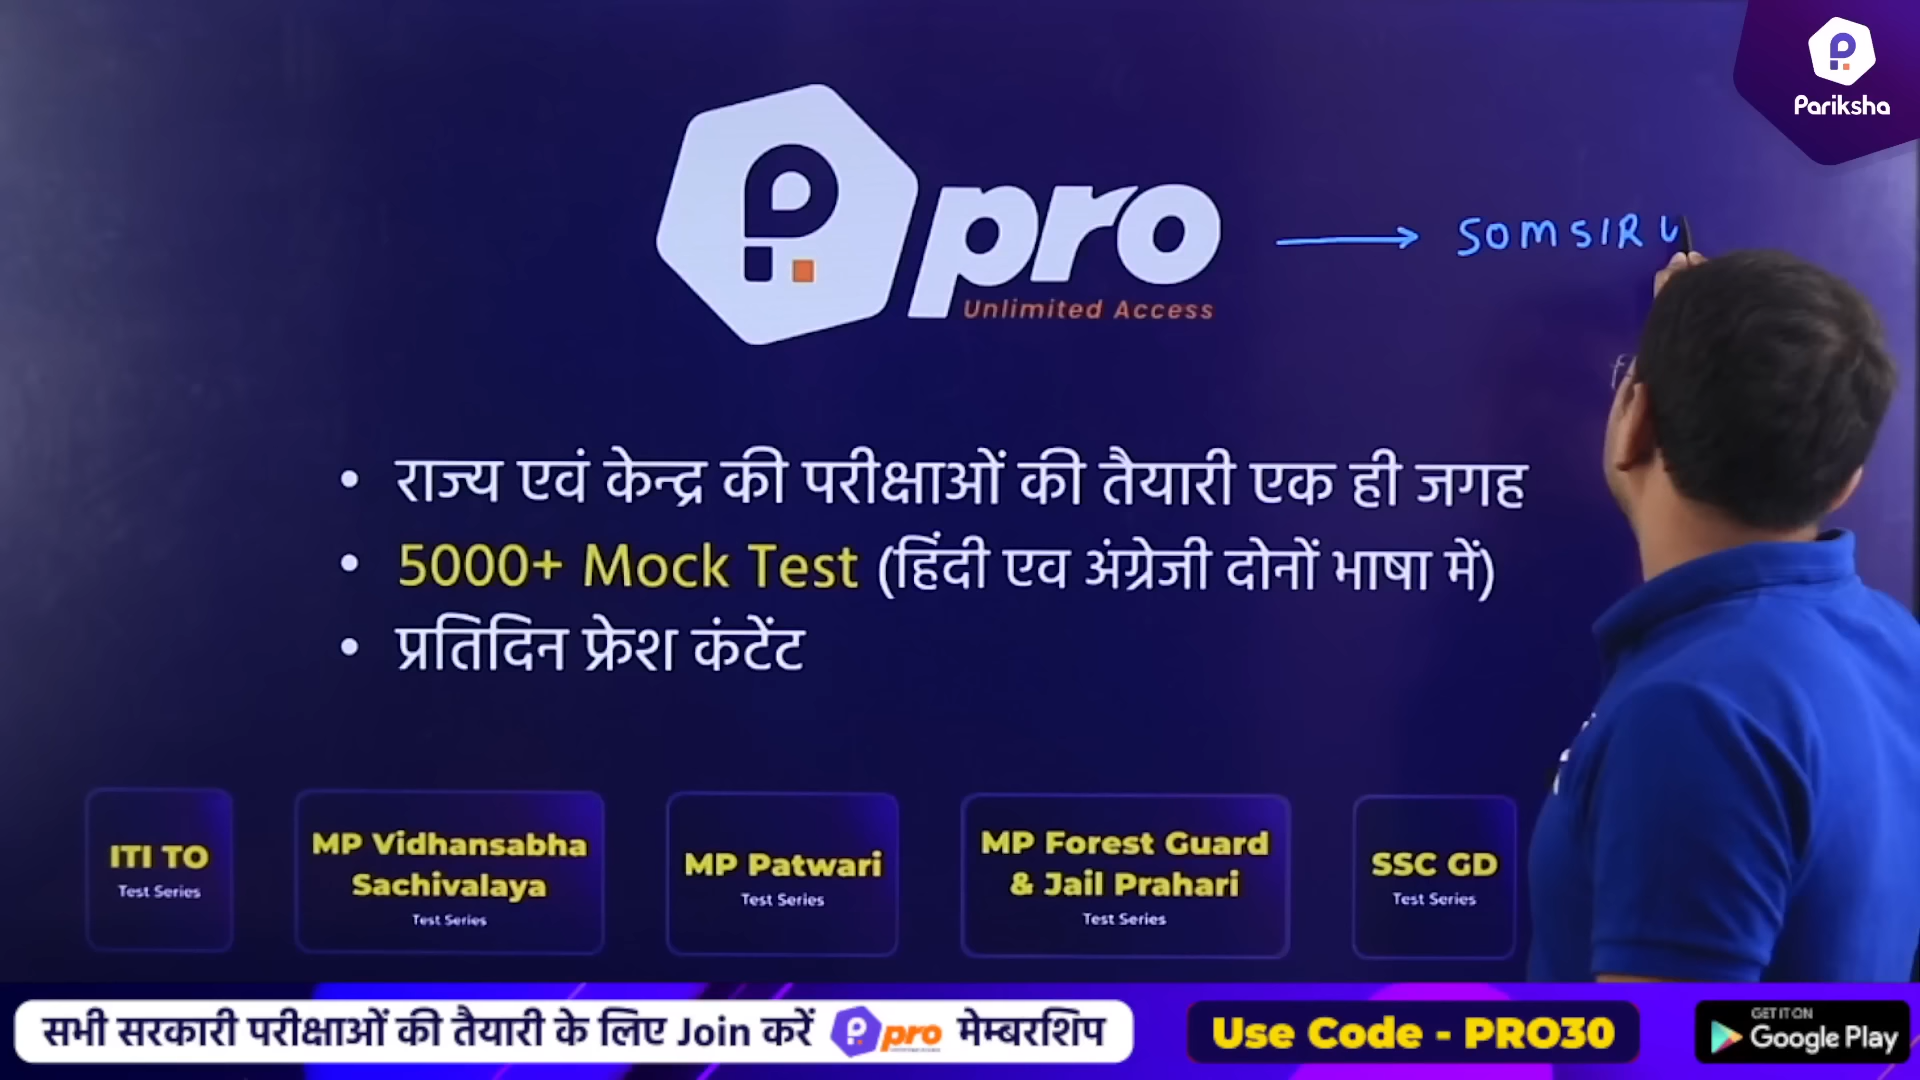 Pariksha
pro
Unlimited Access
SOMSIR
राज्य एवं केन्द्र की परीक्षाओं की तैयारी एक ही जगह
5000+ Mock Test (हिंदी एव अंग्रेजी दोनों भाषा में)
प्रतिदिन फ्रेश कंटेंट
ITI TO
Test Series
MP Vidhansabha
Sachivalaya
Test Series
MP Patwari
Test Series
MP Forest Guard
& Jail Prahari
Test Series
SSC GD
Test Series
सभी सरकारी परीक्षाओं की तैयारी के लिए Join करें pro मेम्बरशिप
Use Code - PRO30
GET IT ON
Google Play